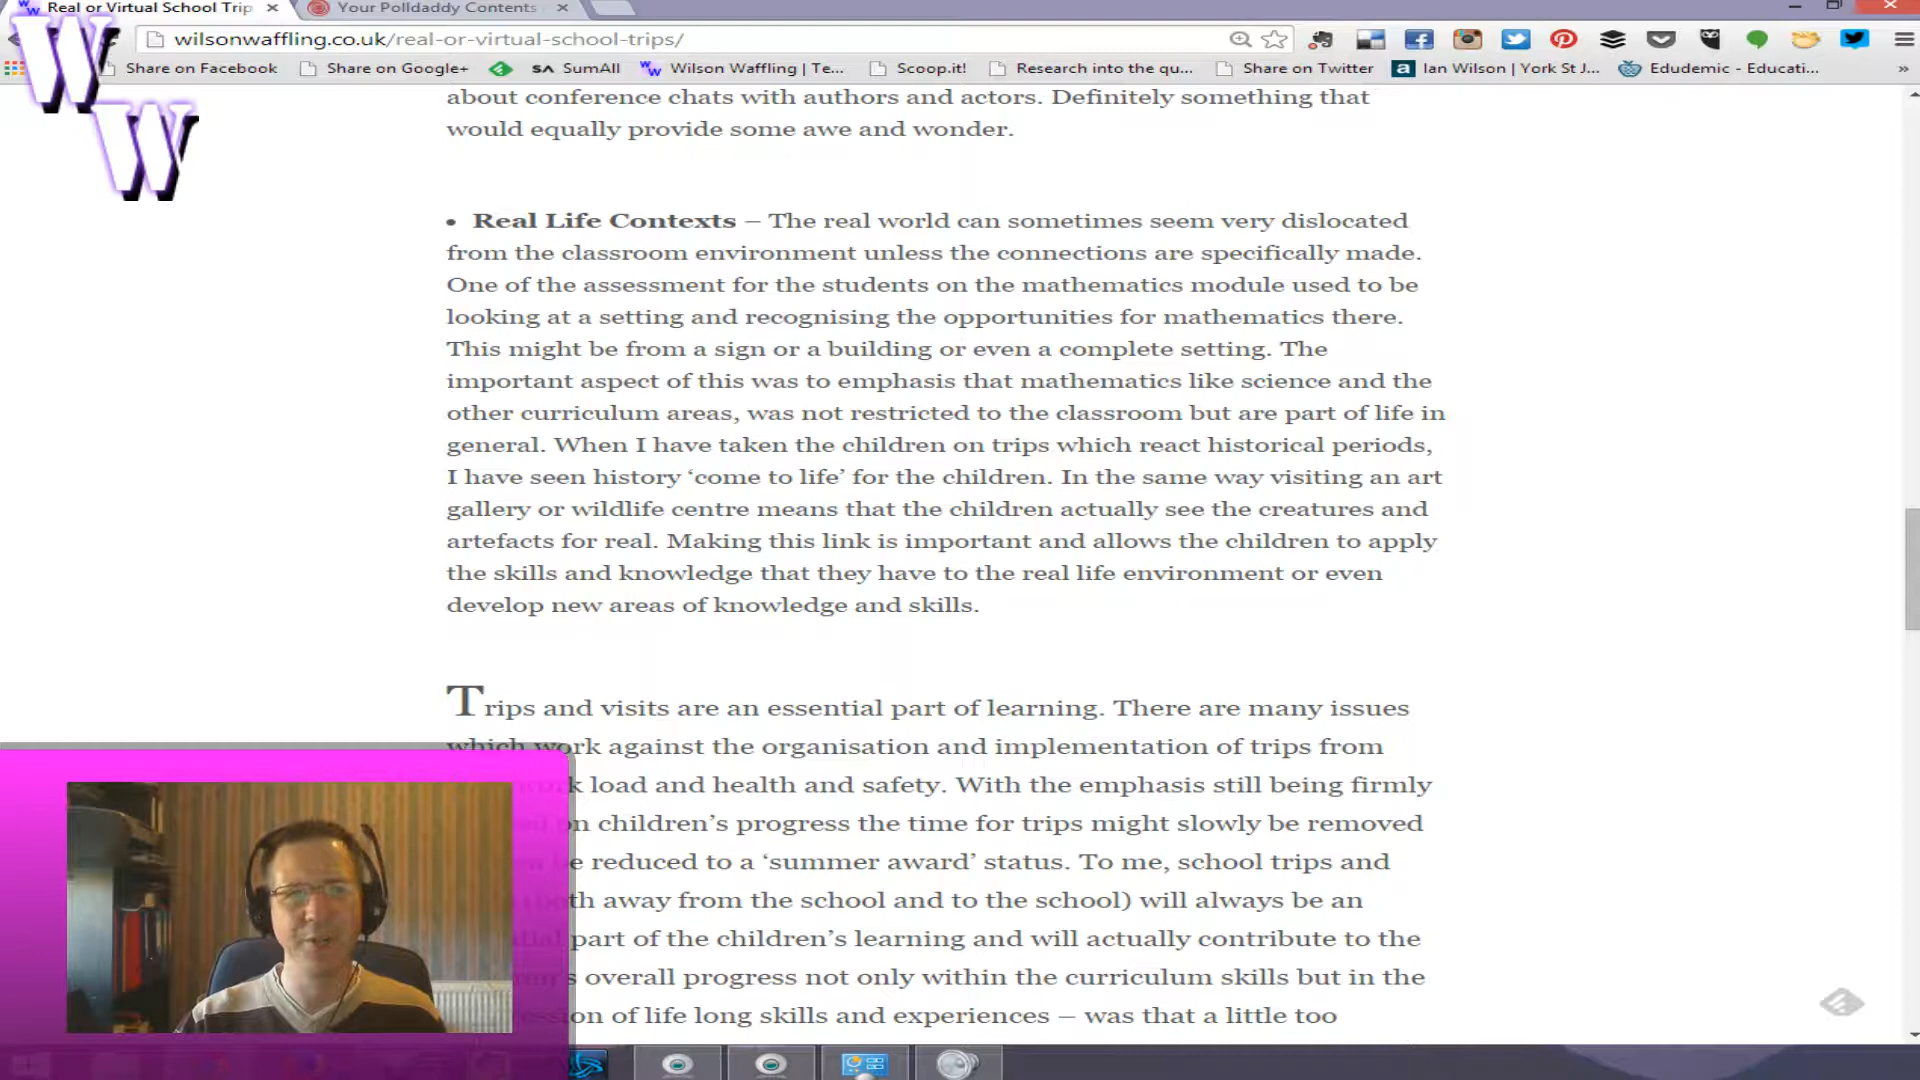 Real or Virtual School Trip
Your Polldaddy Contents
wilsonwaffling.co.uk/real-or-virtual-school-trips/
Share on Facebook
Share on Google+
SA SumAll
Wilson Waffling | Te...
Scoop.it!
Research into the qu...
Share on Twitter
a Ian Wilson | York St J...
Edudemic - Educati...
»
W
W
about conference chats with authors and actors. Definitely something that
would equally provide some awe and wonder.
• Real Life Contexts – The real world can sometimes seem very dislocated
from the classroom environment unless the connections are specifically made.
One of the assessment for the students on the mathematics module used to be
looking at a setting and recognising the opportunities for mathematics there.
This might be from a sign or a building or even a complete setting. The
important aspect of this was to emphasis that mathematics like science and the
other curriculum areas, was not restricted to the classroom but are part of life in
general. When I have taken the children on trips which react historical periods,
I have seen history ‘come to life’ for the children. In the same way visiting an art
gallery or wildlife centre means that the children actually see the creatures and
artefacts for real. Making this link is important and allows the children to apply
the skills and knowledge that they have to the real life environment or even
develop new areas of knowledge and skills.
Trips and visits are an essential part of learning. There are many issues
which work against the organisation and implementation of trips from
load and health and safety. With the emphasis still being firmly
on children’s progress the time for trips might slowly be removed
be reduced to a ‘summer award’ status. To me, school trips and
away from the school and to the school) will always be an
part of the children’s learning and will actually contribute to the
overall progress not only within the curriculum skills but in the
of life long skills and experiences – was that a little too